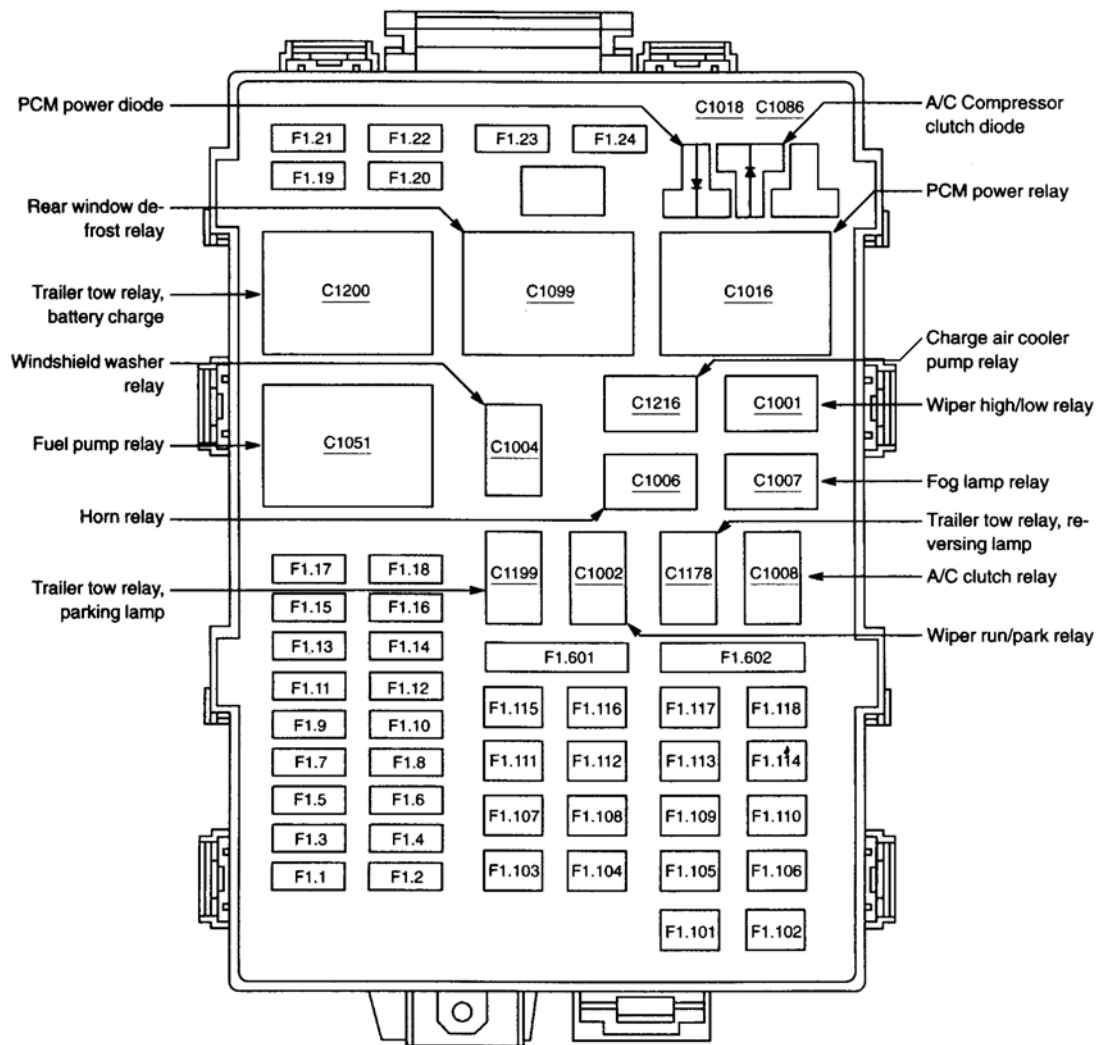 PCM power diode
C1018 C1086
A/C Compressor
clutch diode
F1.21 F1.22 F1.23 F1.24
F1.19 F1.20
PCM power relay
Rear window de-
frost relay
Trailer tow relay,
battery charge
C1200 C1099 C1016
Windshield washer
relay
Charge air cooler
pump relay
C1216 C1001
Wiper high/low relay
Fuel pump relay
C1051 C1004
C1006 C1007
Fog lamp relay
Horn relay
Trailer tow relay, re-
versing lamp
F1.17 F1.18 C1199 C1002 C1178 C1008
A/C clutch relay
Trailer tow relay,
parking lamp
F1.15 F1.16
Wiper run/park relay
F1.13 F1.14 F1.601 F1.602
F1.11 F1.12
F1.115 F1.116 F1.117 F1.118
F1.9 F1.10
F1.7 F1.8 F1.111 F1.112 F1.113 F1.114
F1.5 F1.6
F1.107 F1.108 F1.109 F1.110
F1.3 F1.4
F1.1 F1.2 F1.103 F1.104 F1.105 F1.106
F1.101 F1.102